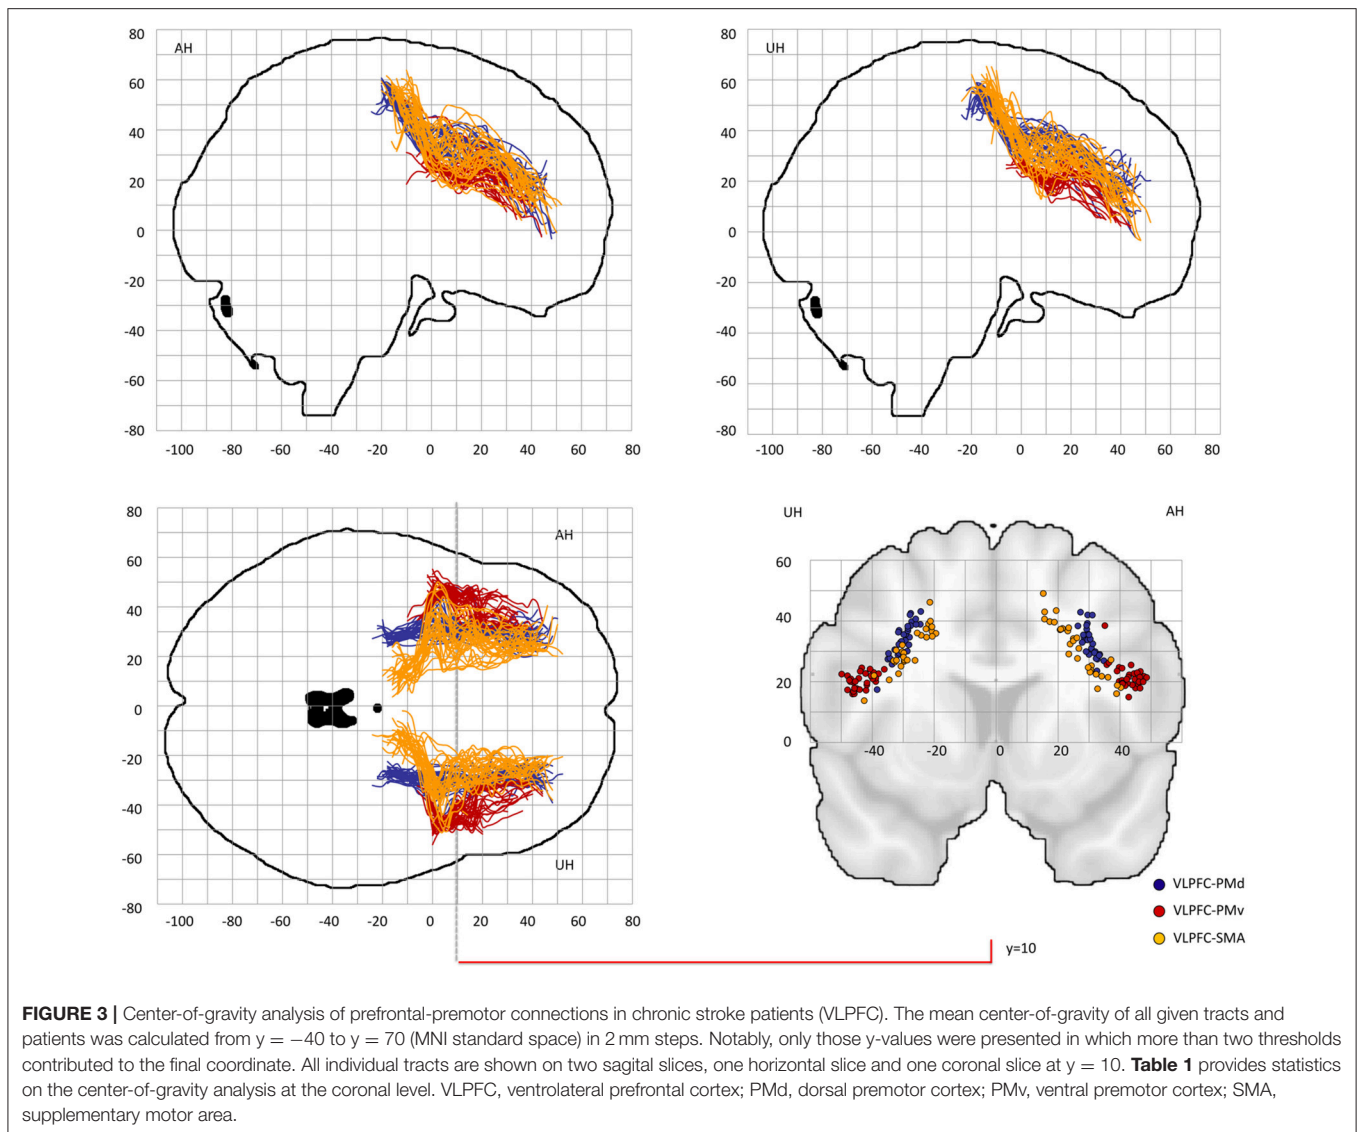 AH
80
60
40
20
0
-20
-40
-60
-80
-100 -80 -60 -40 -20 0 20 40 60 80
UH
80
60
40
20
0
-20
-40
-60
-80
-100 -80 -60 -40 -20 0 20 40 60 80
AH
80
60
40
20
0
-20
-40
-60
-80
UH
-100 -80 -60 -40 -20 0 20 40 60 80
UH AH
60
40
20
0
-40 -20 0 20 40
VLPFC-PMd
VLPFC-PMv
VLPFC-SMA
y=10
FIGURE 3 | Center-of-gravity analysis of prefrontal-premotor connections in chronic stroke patients (VLPFC). The mean center-of-gravity of all given tracts and
patients was calculated from y = −40 to y = 70 (MNI standard space) in 2 mm steps. Notably, only those y-values were presented in which more than two thresholds
contributed to the final coordinate. All individual tracts are shown on two sagital slices, one horizontal slice and one coronal slice at y = 10. Table 1 provides statistics
on the center-of-gravity analysis at the coronal level. VLPFC, ventrolateral prefrontal cortex; PMd, dorsal premotor cortex; PMv, ventral premotor cortex; SMA,
supplementary motor area.